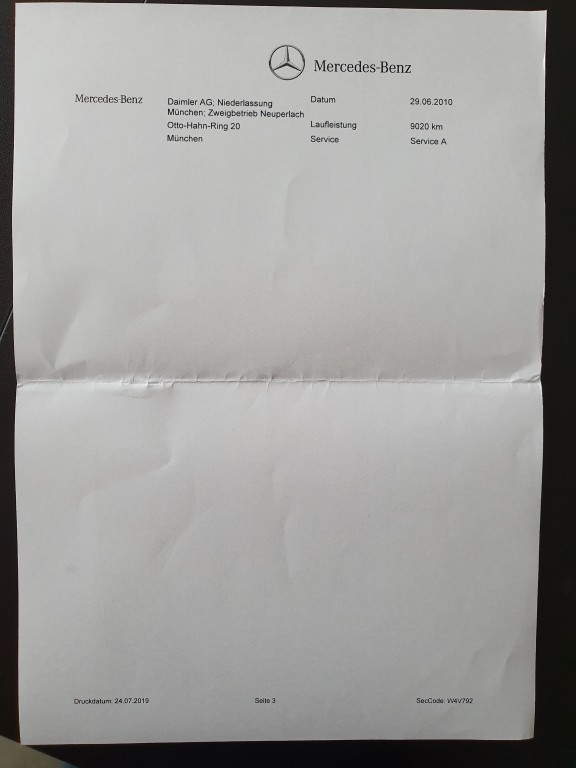 Mercedes-Benz
Mercedes-Benz Daimler AG; Niederlassung Datum 29.06.2010
München; Zweigbetrieb Neuperlach
Otto-Hahn-Ring 20 Laufleistung 9020 km
München Service Service A
Druckdatum: 24.07.2019 Seite 3 SecCode: W4V792